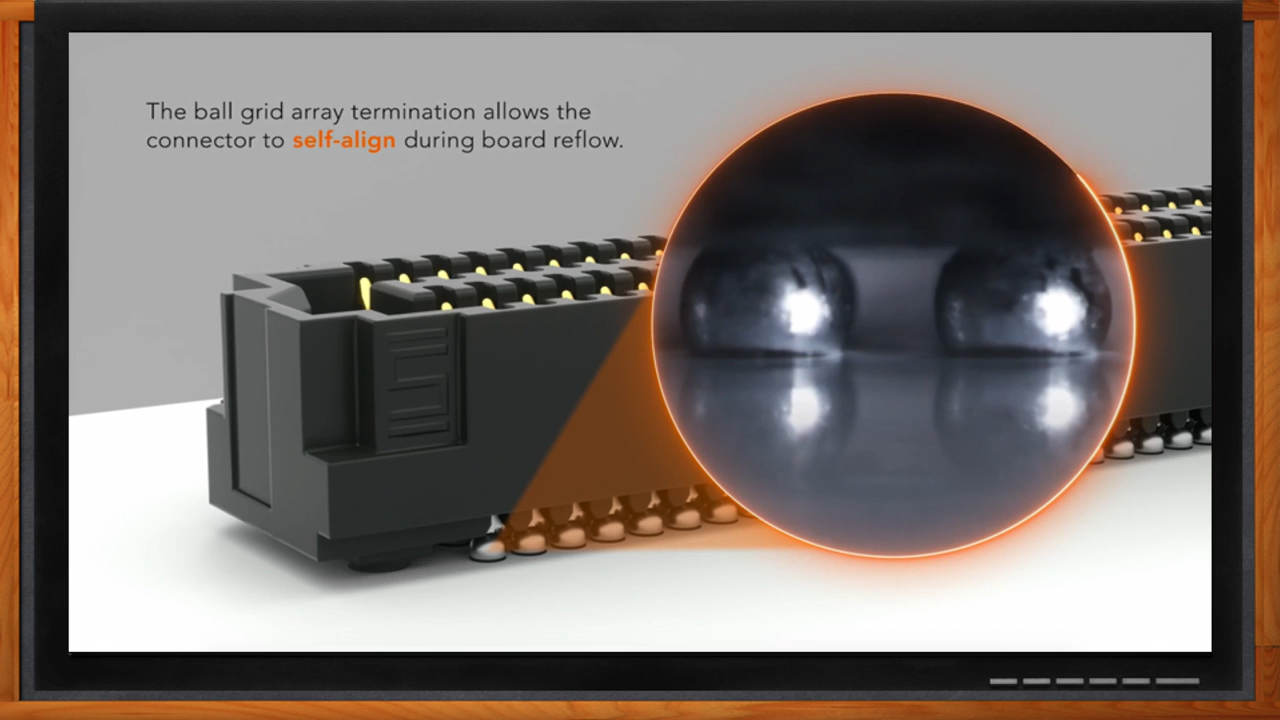 The ball grid array termination allows the
connector to self-align during board reflow.